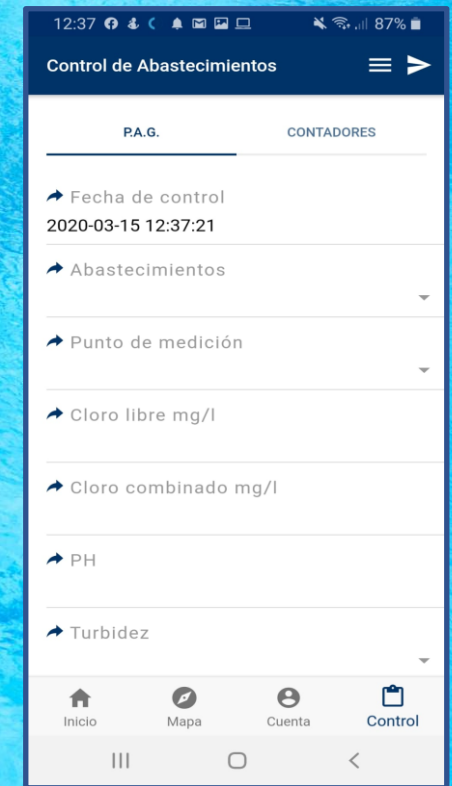 12:37 87%
Control de Abastecimientos
P.A.G. CONTADORES
Fecha de control
2020-03-15 12:37:21
Abastecimientos
Punto de medición
Cloro libre mg/l
Cloro combinado mg/l
PH
Turbidez
Inicio Mapa Cuenta Control